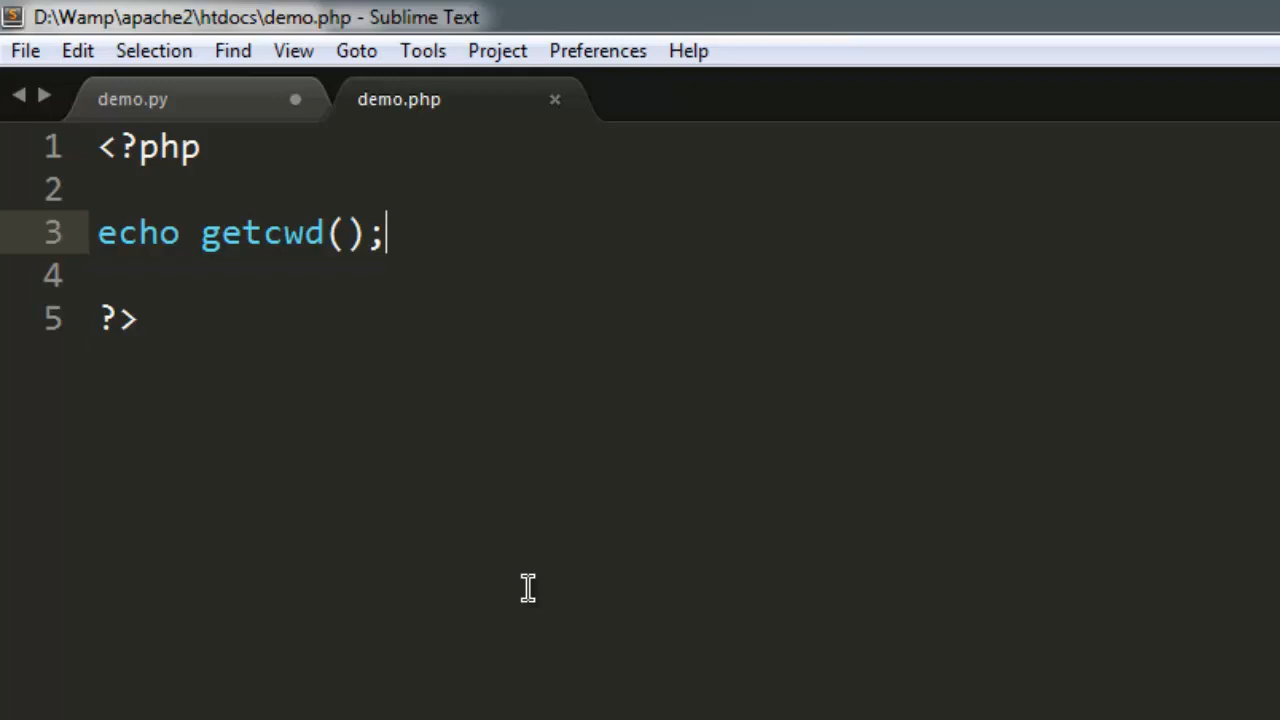 D:\Wamp\apache2\htdocs\demo.php - Sublime Text
File Edit Selection Find View Goto Tools Project Preferences Help
demo.py demo.php
1 <?php
2
3 echo getcwd();
4
5 ?>